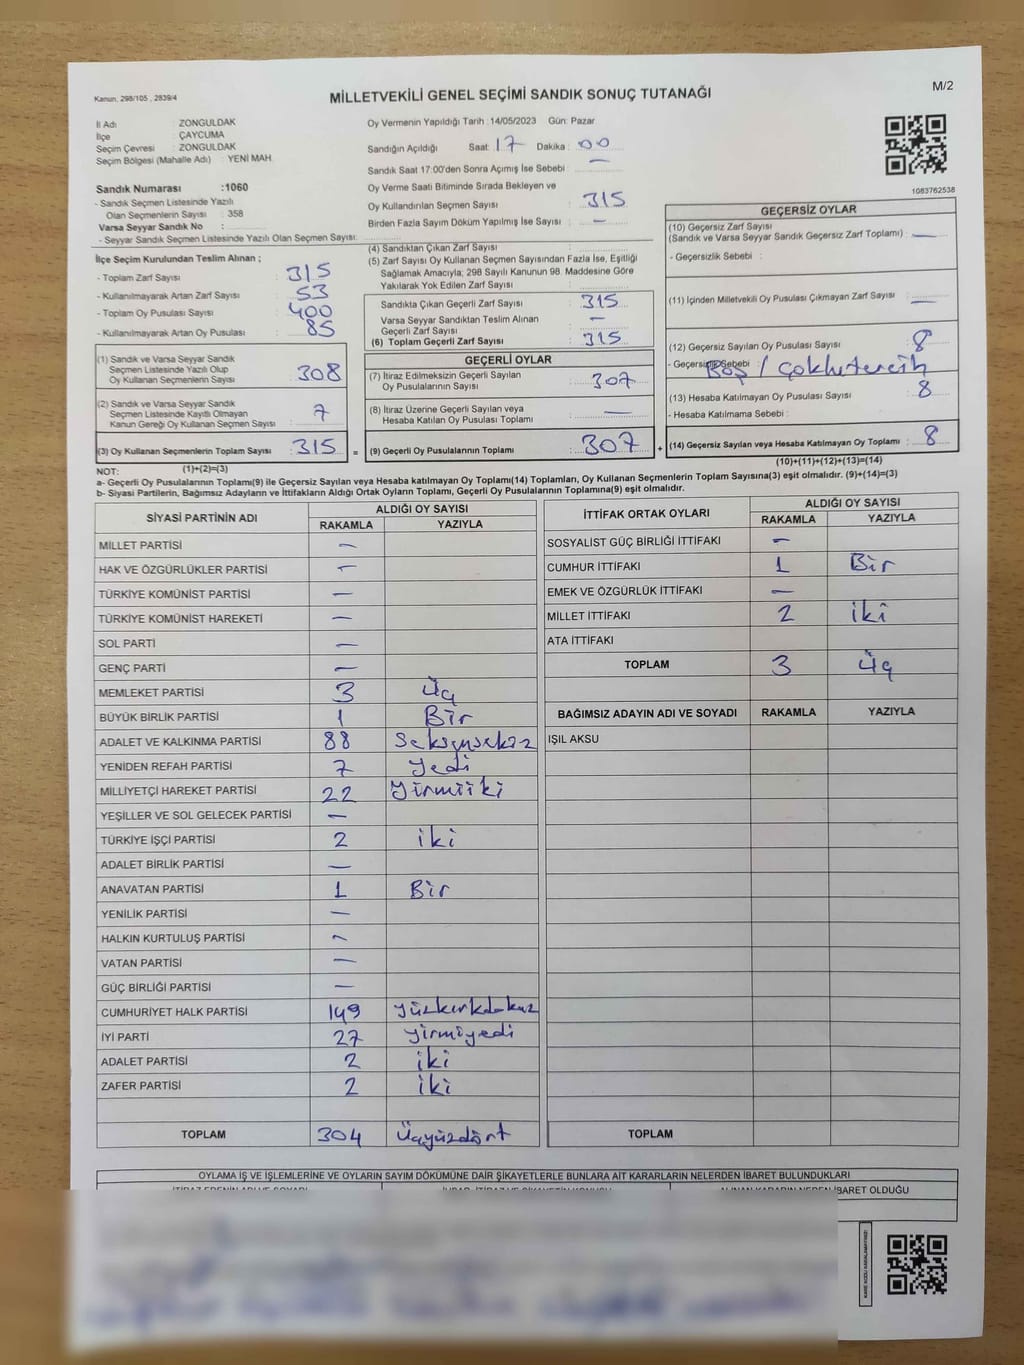 Kanun, 298/105 , 2839/4
MİLLETVEKİLİ GENEL SEÇİMİ SANDIK SONUÇ TUTANAĞI
M/2
İl Adı : ZONGULDAK
İlçe : ÇAYCUMA
Seçim Çevresi : ZONGULDAK
Seçim Bölgesi (Mahalle Adı) : YENİ MAH.
Sandık Numarası :1060
- Sandık Seçmen Listesinde Yazılı
Olan Seçmenlerin Sayısı : 358
Varsa Seyyar Sandık No :
- Seyyar Sandık Seçmen Listesinde Yazılı Olan Seçmen Sayısı:
Oy Vermenin Yapıldığı Tarih : 14/05/2023 Gün: Pazar
Sandığın Açıldığı Saat: 17 Dakika : 00
Sandık Saat 17:00'den Sonra Açımış İse Sebebi : —
Oy Verme Saati Bitiminde Sırada Bekleyen ve
Oy Kullandırılan Seçmen Sayısı : 315
Birden Fazla Sayım Döküm Yapılmış İse Sayısı : —
1083762538
İlçe Seçim Kurulundan Teslim Alınan ;
- Toplam Zarf Sayısı : 315
- Kullanılmayarak Artan Zarf Sayısı : 53
- Toplam Oy Pusulası Sayısı : 400
- Kullanılmayarak Artan Oy Pusulası : 85
(4) Sandıktan Çıkan Zarf Sayısı :
(5) Zarf Sayısı Oy Kullanan Seçmen Sayısından Fazla İse, Eşitliği
Sağlamak Amacıyla; 298 Sayılı Kanunun 98. Maddesine Göre
Yakılarak Yok Edilen Zarf Sayısı :
Sandıkta Çıkan Geçerli Zarf Sayısı : 315
Varsa Seyyar Sandıktan Teslim Alınan
Geçerli Zarf Sayısı : —
(6) Toplam Geçerli Zarf Sayısı : 315
GEÇERSİZ OYLAR
(10) Geçersiz Zarf Sayısı
(Sandık ve Varsa Seyyar Sandık Geçersiz Zarf Toplamı) : —
- Geçersizlik Sebebi :
(11) İçinden Milletvekili Oy Pusulası Çıkmayan Zarf Sayısı : —
(12) Geçersiz Sayılan Oy Pusulası Sayısı : 8
- Geçersizlik Sebebi : Boş /
(13) Hesaba Katılmayan Oy Pusulası Sayısı : 8
- Hesaba Katılmama Sebebi :
(14) Geçersiz Sayılan veya Hesaba Katılmayan Oy Toplamı : 8
(10)+(11)+(12)+(13)=(14)
(1) Sandık ve Varsa Seyyar Sandık
Seçmen Listesinde Yazılı Olup
Oy Kullanan Seçmenlerin Sayısı : 308
(2) Sandık ve Varsa Seyyar Sandık
Seçmen Listesinde Kayıtlı Olmayan
Kanun Gereği Oy Kullanan Seçmen Sayısı : 7
(3) Oy Kullanan Seçmenlerin Toplam Sayısı : 315 =
GEÇERLİ OYLAR
(7) İtiraz Edilmeksizin Geçerli Sayılan
Oy Pusulalarının Sayısı : 307
(8) İtiraz Üzerine Geçerli Sayılan veya
Hesaba Katılan Oy Pusulası Toplamı : —
(9) Geçerli Oy Pusulalarının Toplamı : 307 +
NOT: (1)+(2)=(3)
a- Geçerli Oy Pusulalarının Toplamı(9) ile Geçersiz Sayılan veya Hesaba katılmayan Oy Toplamı(14) Toplamları, Oy Kullanan Seçmenlerin Toplam Sayısına(3) eşit olmalıdır. (9)+(14)=(3)
b- Siyasi Partilerin, Bağımsız Adayların ve İttifakların Aldığı Ortak Oyların Toplamı, Geçerli Oy Pusulalarının Toplamına(9) eşit olmalıdır.
SİYASİ PARTİNİN ADI ALDIĞI OY SAYISI
RAKAMLA YAZIYLA
MİLLET PARTİSİ —
HAK VE ÖZGÜRLÜKLER PARTİSİ —
TÜRKİYE KOMÜNİST PARTİSİ —
TÜRKİYE KOMÜNİST HAREKETİ —
SOL PARTİ —
GENÇ PARTİ —
MEMLEKET PARTİSİ 3 Üç
BÜYÜK BİRLİK PARTİSİ 1 Bir
ADALET VE KALKINMA PARTİSİ 88 Seksensekiz
YENİDEN REFAH PARTİSİ 7 Yedi
MİLLİYETÇİ HAREKET PARTİSİ 22 Yirmiiki
YEŞİLLER VE SOL GELECEK PARTİSİ —
TÜRKİYE İŞÇİ PARTİSİ 2 iki
ADALET BİRLİK PARTİSİ —
ANAVATAN PARTİSİ 1 Bir
YENİLİK PARTİSİ —
HALKIN KURTULUŞ PARTİSİ —
VATAN PARTİSİ —
GÜÇ BİRLİĞİ PARTİSİ —
CUMHURİYET HALK PARTİSİ 149 Yüzkırkdokuz
İYİ PARTİ 27 Yirmiyedi
ADALET PARTİSİ 2 iki
ZAFER PARTİSİ 2 iki
TOPLAM 304 Üçyüzdört
İTTİFAK ORTAK OYLARI ALDIĞI OY SAYISI
RAKAMLA YAZIYLA
SOSYALİST GÜÇ BİRLİĞİ İTTİFAKI —
CUMHUR İTTİFAKI 1 Bir
EMEK VE ÖZGÜRLÜK İTTİFAKI —
MİLLET İTTİFAKI 2 iki
ATA İTTİFAKI
TOPLAM 3 Üç
BAĞIMSIZ ADAYIN ADI VE SOYADI RAKAMLA YAZIYLA
IŞIL AKSU
TOPLAM
OYLAMA İŞ VE İŞLEMLERİNE VE OYLARIN SAYIM DÖKÜMÜNE DAİR ŞİKAYETLERLE BUNLARA AİT KARARLARIN NELERDEN İBARET BULUNDUKLARI
İBARET OLDUĞU
KARE KODU KARALAMAYINIZ!